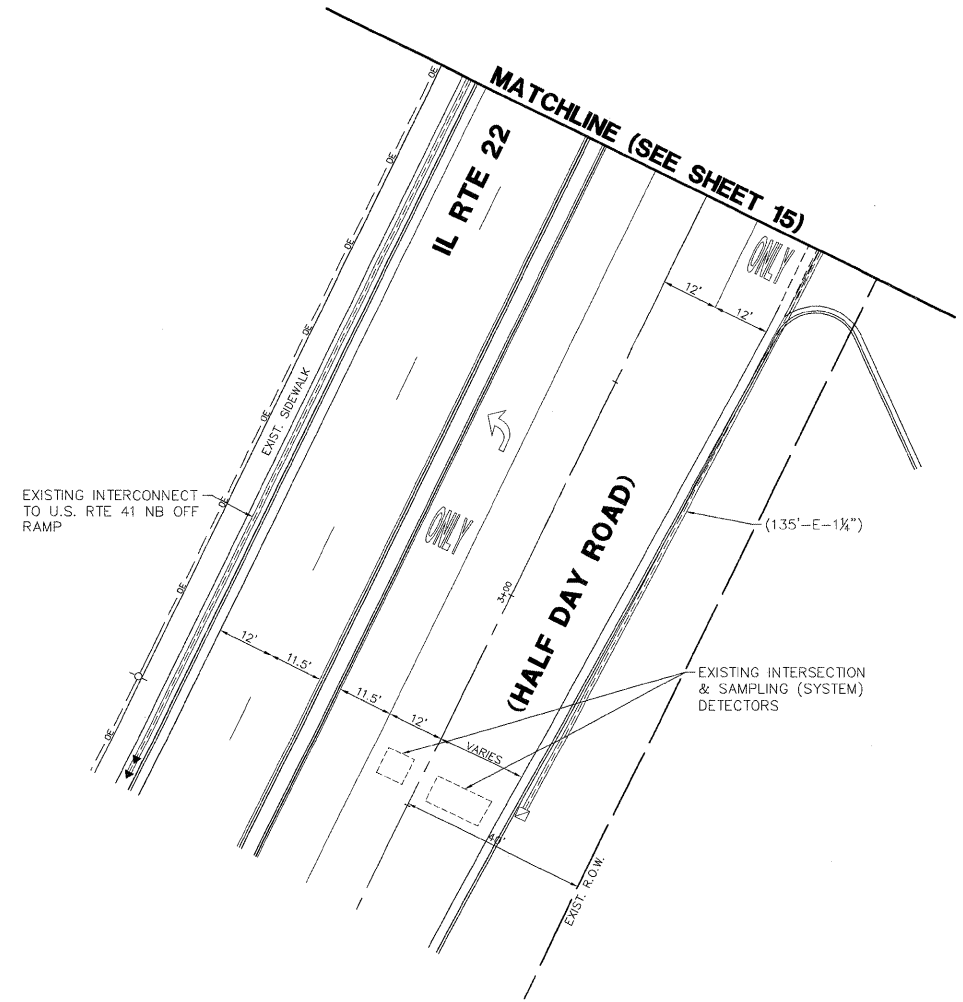 MATCHLINE (SEE SHEET 15)
OE
IL RTE 22
OE
OE
ONLY
12'
12'
OE
EXIST. SIDEWALK
OE
EXISTING INTERCONNECT
TO U.S. RTE 41 NB OFF
RAMP
OE
ONLY
(135'-E-1¼")
(HALF DAY ROAD)
3+00
OE
12'
11.5'
11.5'
12'
VARIES
EXISTING INTERSECTION
& SAMPLING (SYSTEM)
DETECTORS
OE
40'
EXIST. R.O.W.